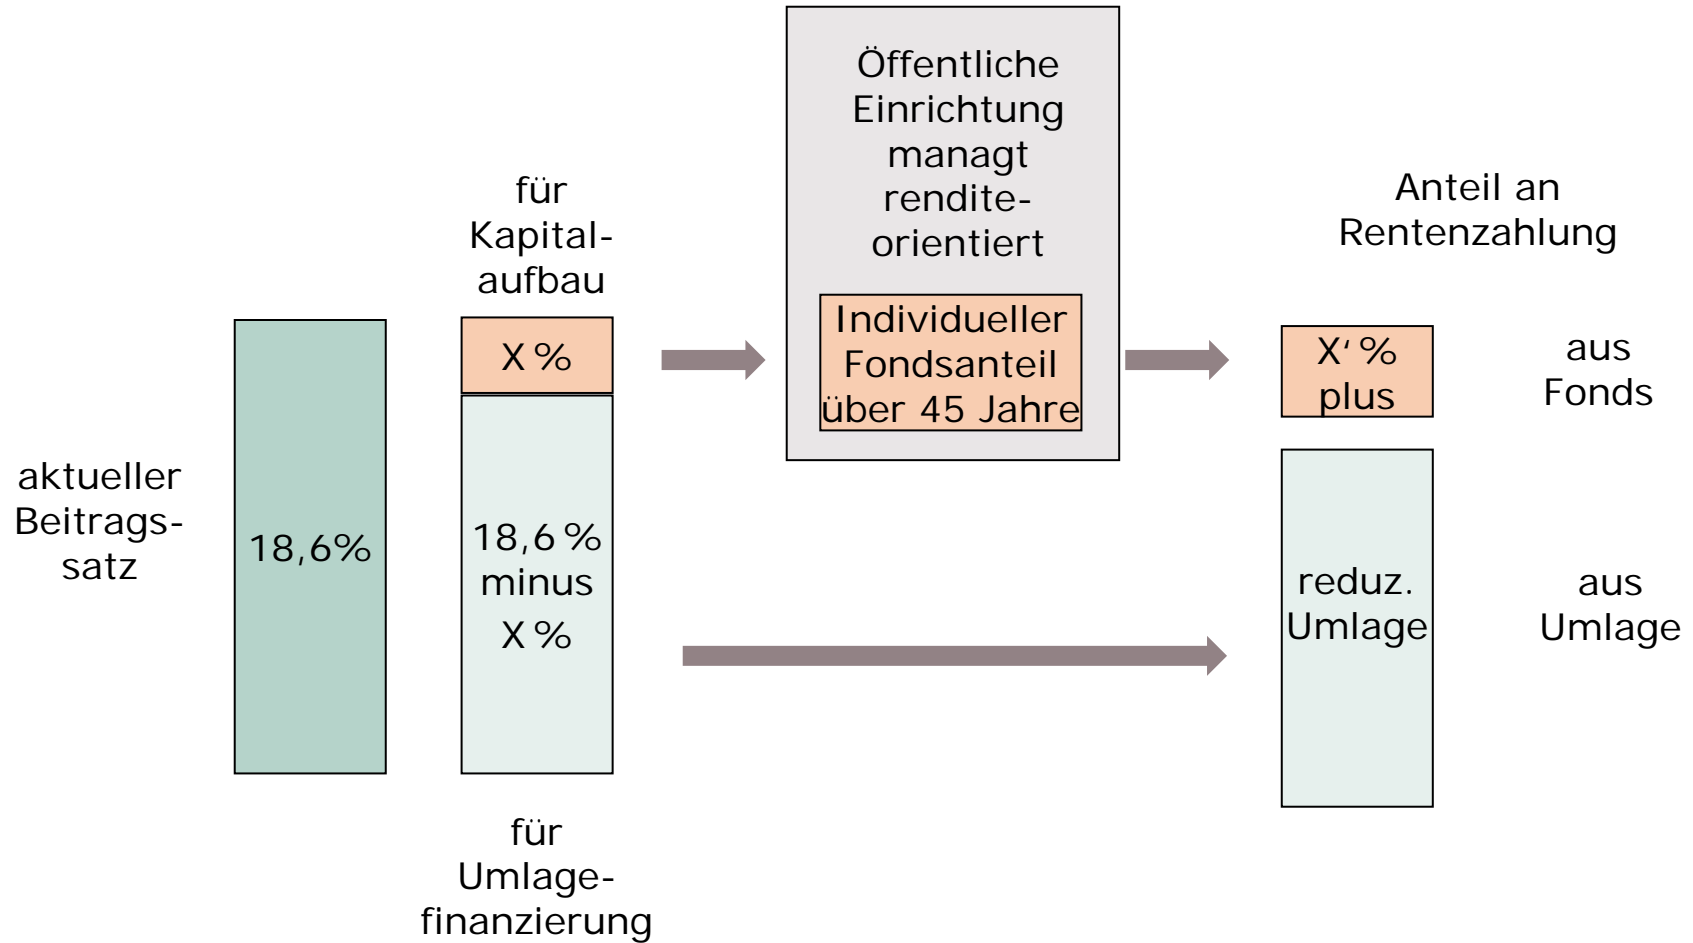 aktueller
Beitrags-
satz
18,6%
für
Kapital-
aufbau
X %
18,6 %
minus
X %
für
Umlage-
finanzierung
Öffentliche
Einrichtung
managt
rendite-
orientiert
Individueller
Fondsanteil
über 45 Jahre
Anteil an
Rentenzahlung
X‘ %
plus
aus
Fonds
reduz.
Umlage
aus
Umlage